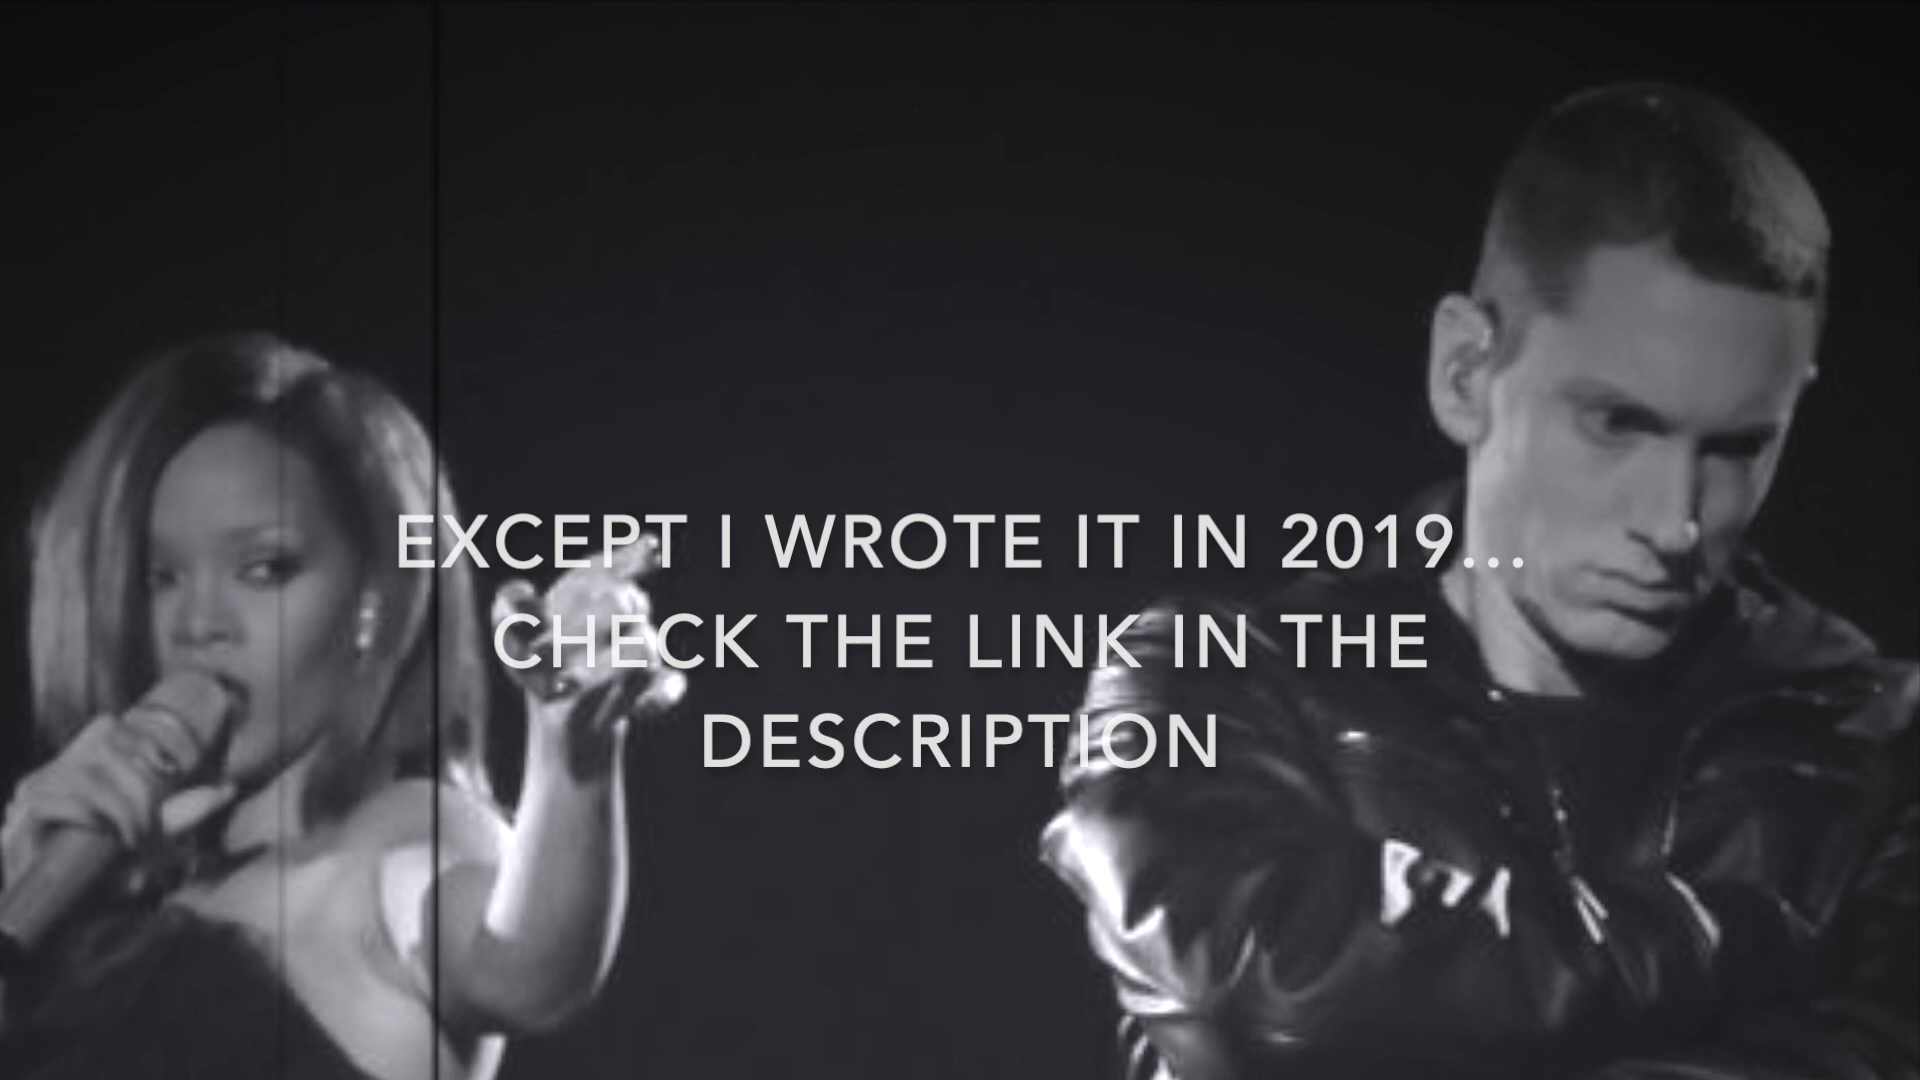 EXCEPT I WROTE IT IN 2019...
CHECK THE LINK IN THE
DESCRIPTION